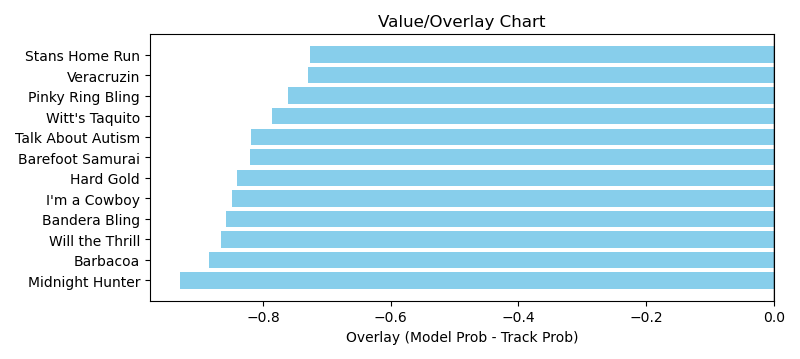 Value/Overlay Chart
Stans Home Run
Veracruzin
Pinky Ring Bling
Witt's Taquito
Talk About Autism
Barefoot Samurai
Hard Gold
I'm a Cowboy
Bandera Bling
Will the Thrill
Barbacoa
Midnight Hunter
−0.8 −0.6 −0.4 −0.2 0.0
Overlay (Model Prob - Track Prob)